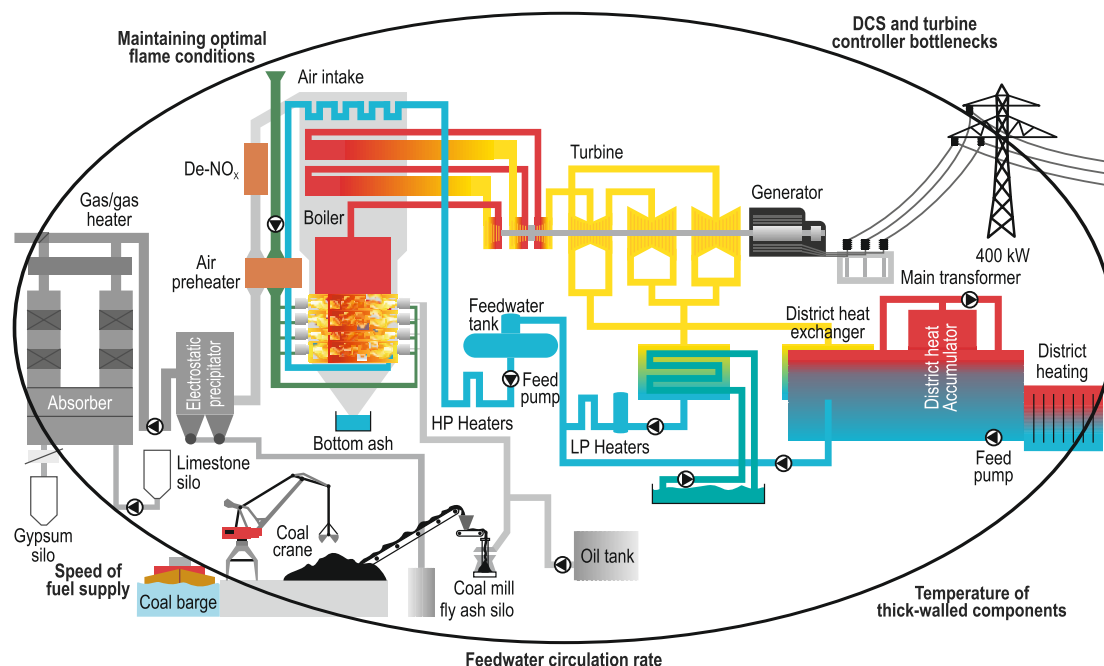 Maintaining optimal
flame conditions
DCS and turbine
controller bottlenecks
Air intake
De-NOx
Turbine
Gas/gas
heater
Generator
Boiler
400 kW
Air
preheater
Main transformer
Feedwater
tank
District heat
exchanger
District heat
Accumulator
District
heating
Electrostatic
precipitator
Absorber
Feed
pump
HP Heaters
LP Heaters
Bottom ash
Feed
pump
Limestone
silo
Gypsum
silo
Coal
crane
Oil tank
Speed of
fuel supply
Coal barge
Coal mill
fly ash silo
Temperature of
thick-walled components
Feedwater circulation rate